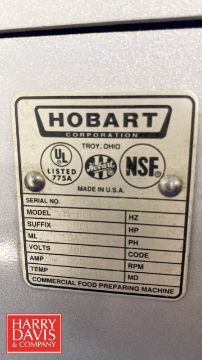 HOBART
CORPORATION
TROY, OHIO
UL
LISTED
775A
Hobart
NSF
MADE IN U.S.A.
SERIAL NO.
MODEL HZ
SUFFIX HP
ML PH
VOLTS CODE
AMP RPM
TEMP MD
COMMERCIAL FOOD PREPARING MACHINE
HARRY
DAVIS
& COMPANY